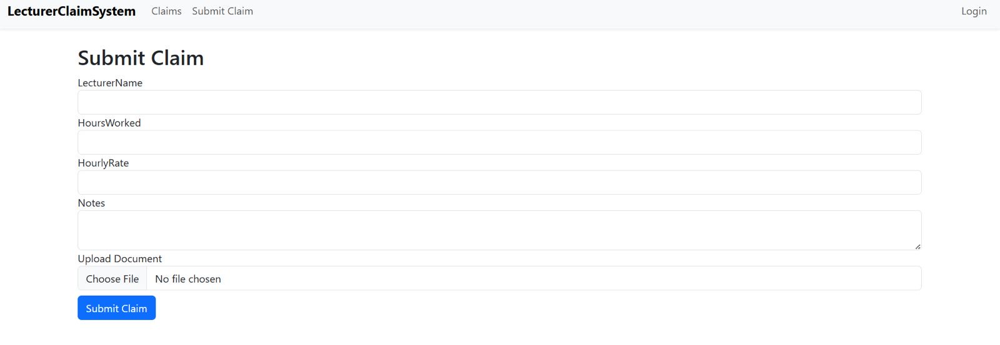 LecturerClaimSystem Claims Submit Claim Login
Submit Claim
LecturerName
HoursWorked
HourlyRate
Notes
Upload Document
Choose File No file chosen
Submit Claim